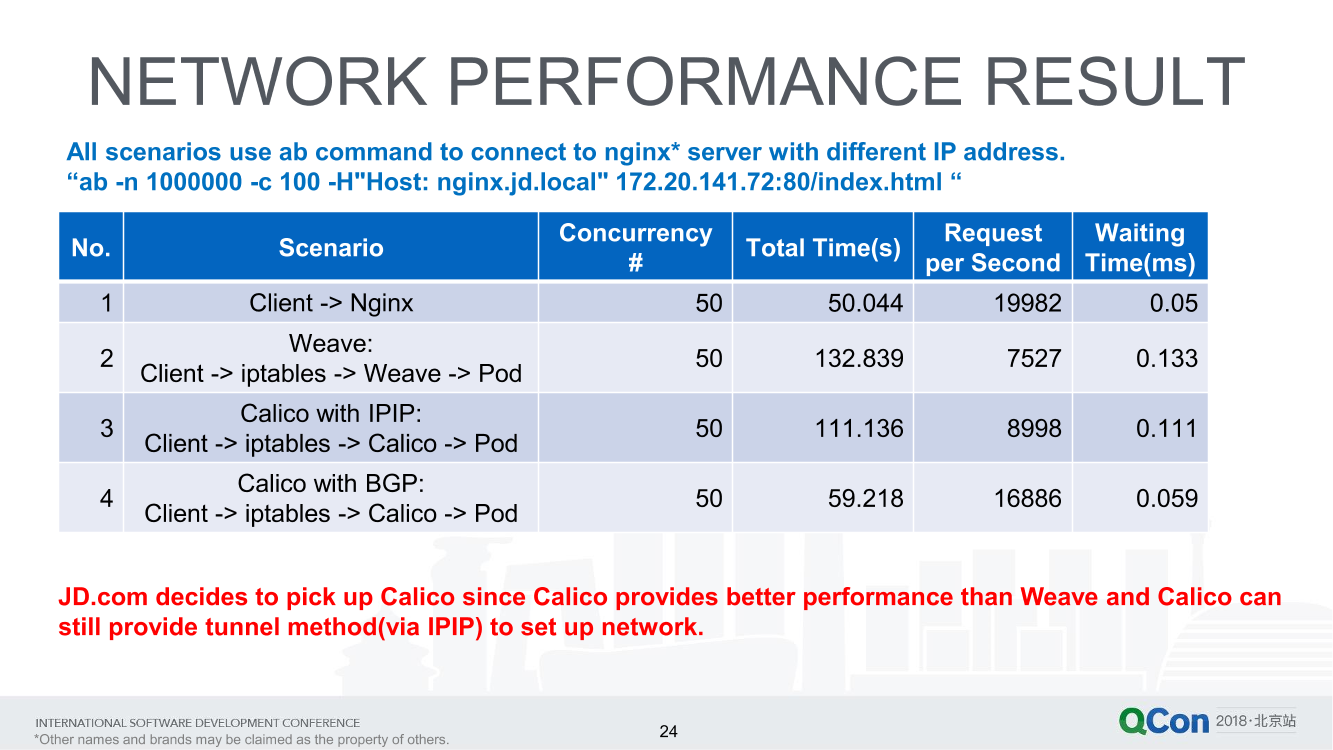 NETWORK PERFORMANCE RESULT
All scenarios use ab command to connect to nginx* server with different IP address.
“ab -n 1000000 -c 100 -H"Host: nginx.jd.local" 172.20.141.72:80/index.html “
No. Scenario Concurrency # Total Time(s) Request per Second Waiting Time(ms)
1 Client -> Nginx 50 50.044 19982 0.05
2 Weave: Client -> iptables -> Weave -> Pod 50 132.839 7527 0.133
3 Calico with IPIP: Client -> iptables -> Calico -> Pod 50 111.136 8998 0.111
4 Calico with BGP: Client -> iptables -> Calico -> Pod 50 59.218 16886 0.059
JD.com decides to pick up Calico since Calico provides better performance than Weave and Calico can
still provide tunnel method(via IPIP) to set up network.
INTERNATIONAL SOFTWARE DEVELOPMENT CONFERENCE
*Other names and brands may be claimed as the property of others.
24
QCon 2018·北京站